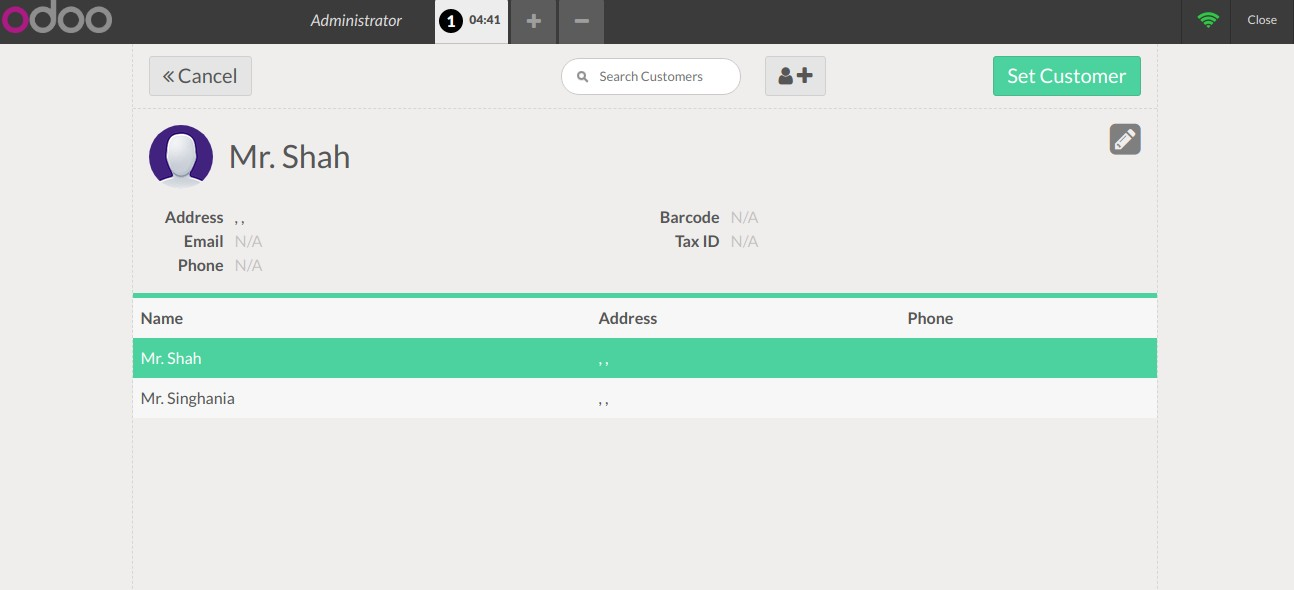 odoo Administrator 1 04:41 + − Close
« Cancel Search Customers + Set Customer
Mr. Shah
Address , , Barcode N/A
Email N/A Tax ID N/A
Phone N/A
Name Address Phone
Mr. Shah , ,
Mr. Singhania , ,